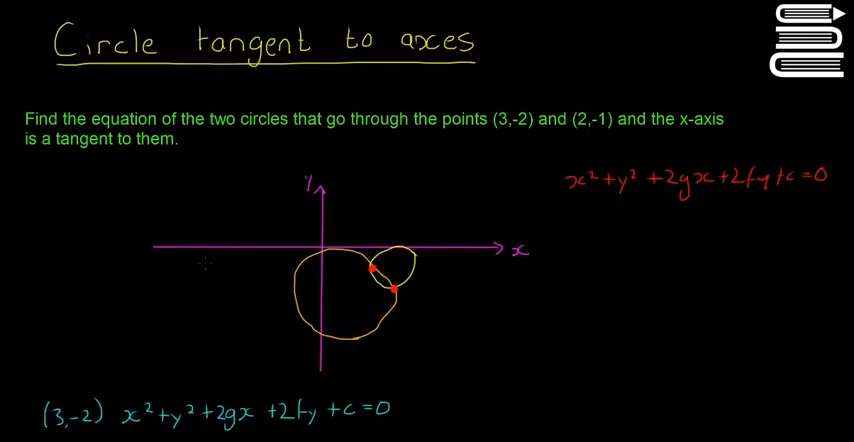 Circle tangent to axces
Find the equation of the two circles that go through the points (3,-2) and (2,-1) and the x-axis
is a tangent to them.
x² + y² + 2gx + 2fy + c = 0
y
x
(3,-2) x² + y² + 2gx + 2fy + c = 0